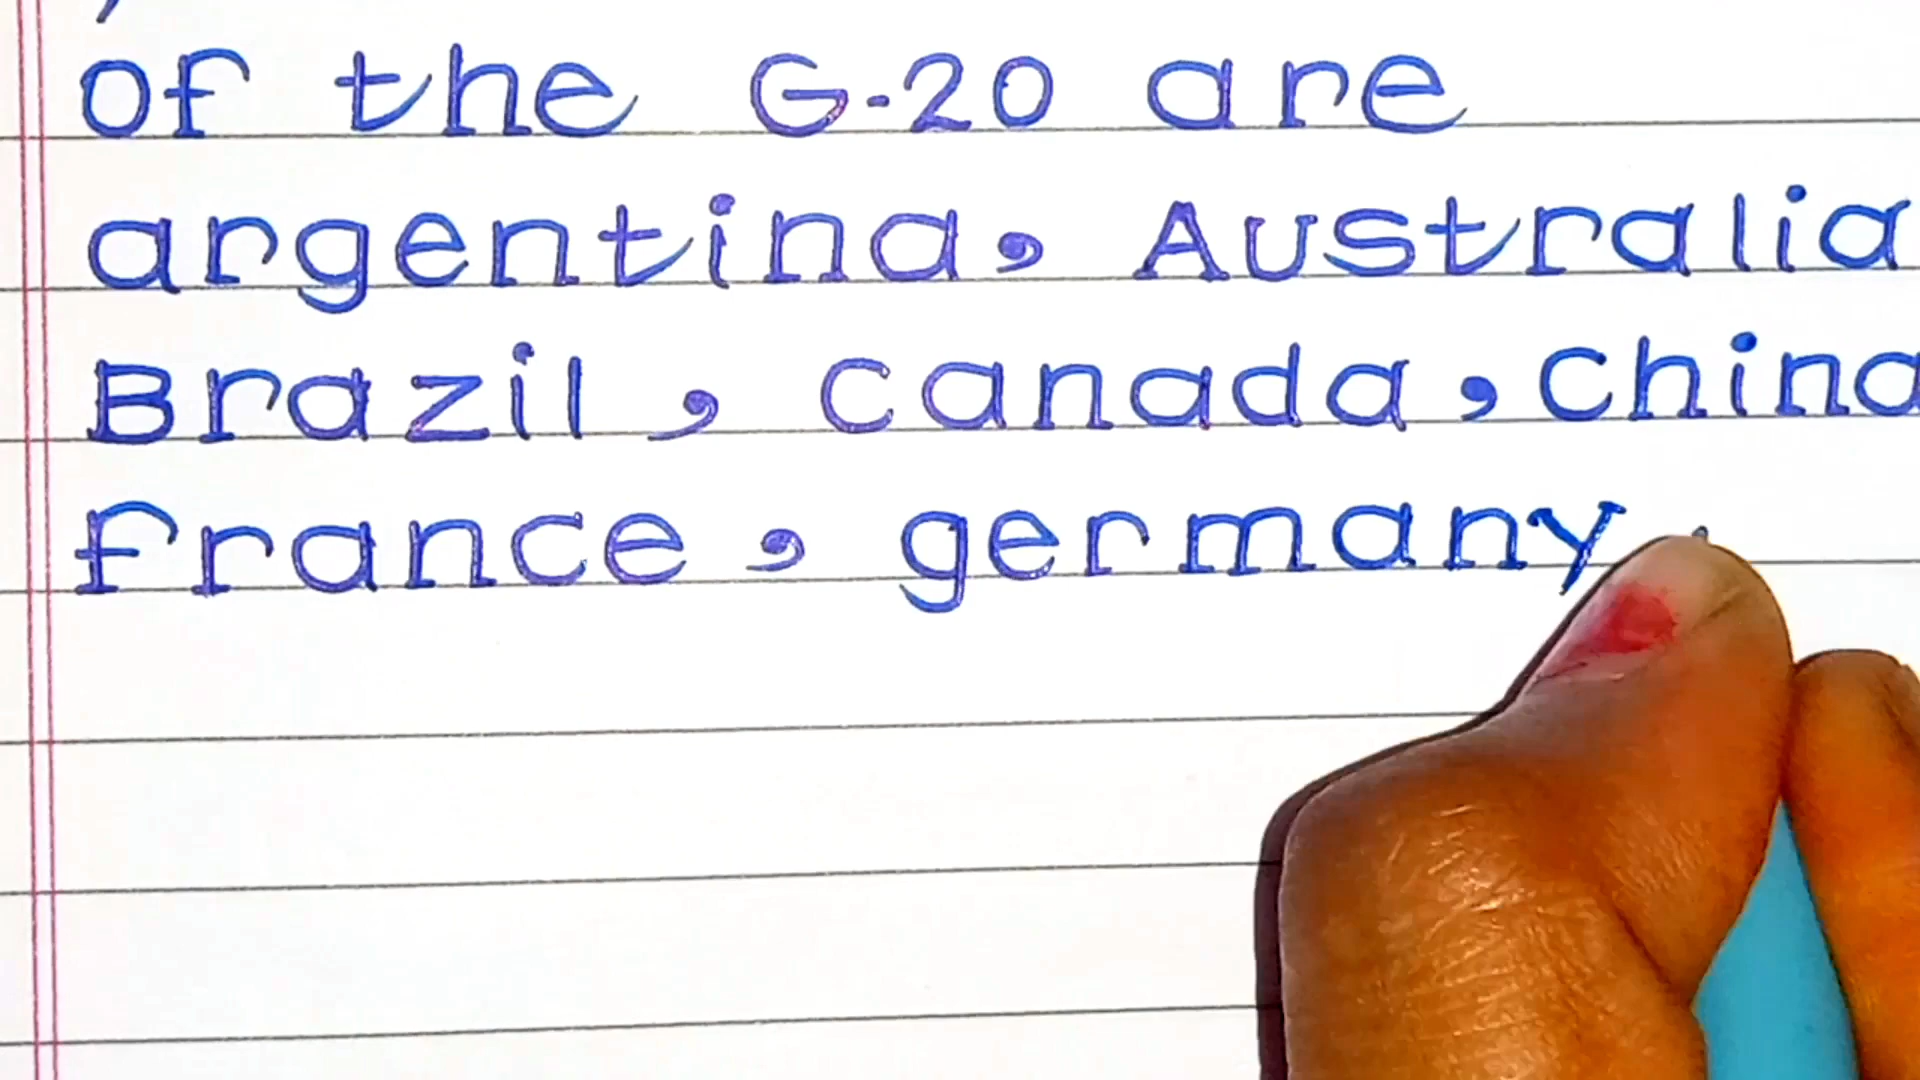 of the G-20 are
argentina, Australia
Brazil, Canada, China
france, germany